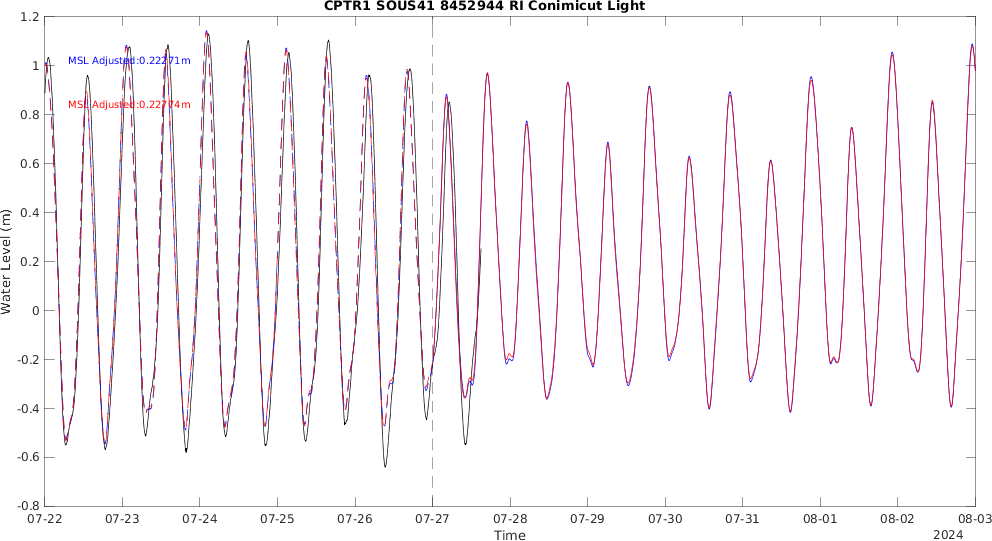 CPTR1 SOUS41 8452944 RI Conimicut Light
1.2
1
0.8
0.6
0.4
0.2
0
-0.2
-0.4
-0.6
-0.8
Water Level (m)
MSL Adjusted:0.22271m
MSL Adjusted:0.22774m
07-22 07-23 07-24 07-25 07-26 07-27 07-28 07-29 07-30 07-31 08-01 08-02 08-03
Time
2024